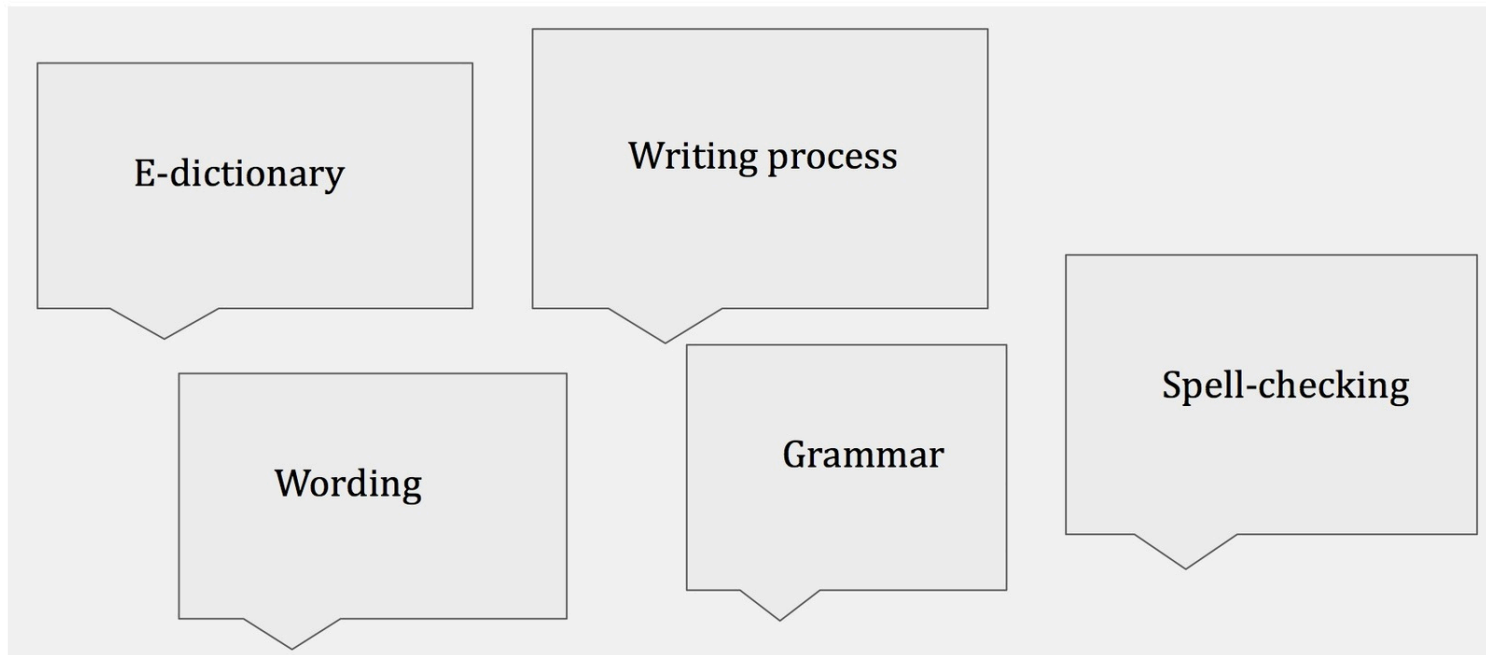 E-dictionary
Writing process
Spell-checking
Wording
Grammar